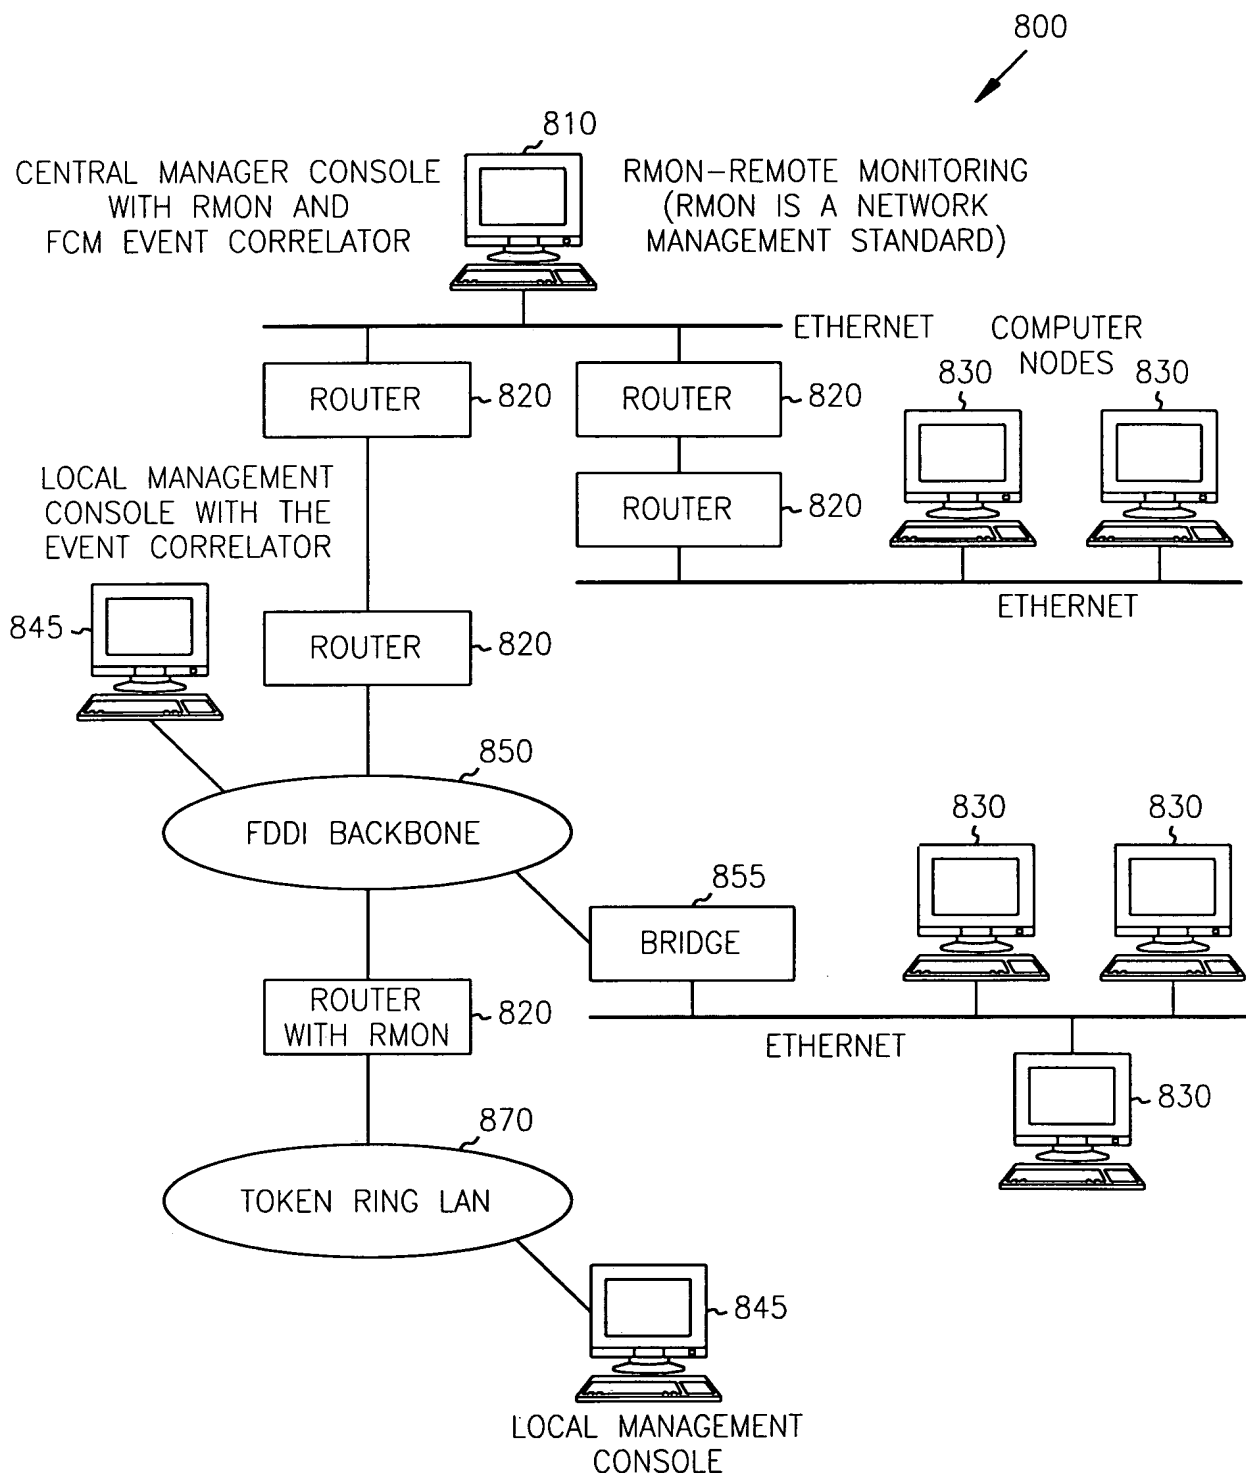 800
810
CENTRAL MANAGER CONSOLE
WITH RMON AND
FCM EVENT CORRELATOR
RMON-REMOTE MONITORING
(RMON IS A NETWORK
MANAGEMENT STANDARD)
ETHERNET
COMPUTER
NODES
ROUTER
820
ROUTER
820
830
830
LOCAL MANAGEMENT
CONSOLE WITH THE
EVENT CORRELATOR
ROUTER
820
ETHERNET
845
ROUTER
820
850
FDDI BACKBONE
830
830
855
BRIDGE
ROUTER
WITH RMON
820
ETHERNET
830
870
TOKEN RING LAN
845
LOCAL MANAGEMENT
CONSOLE